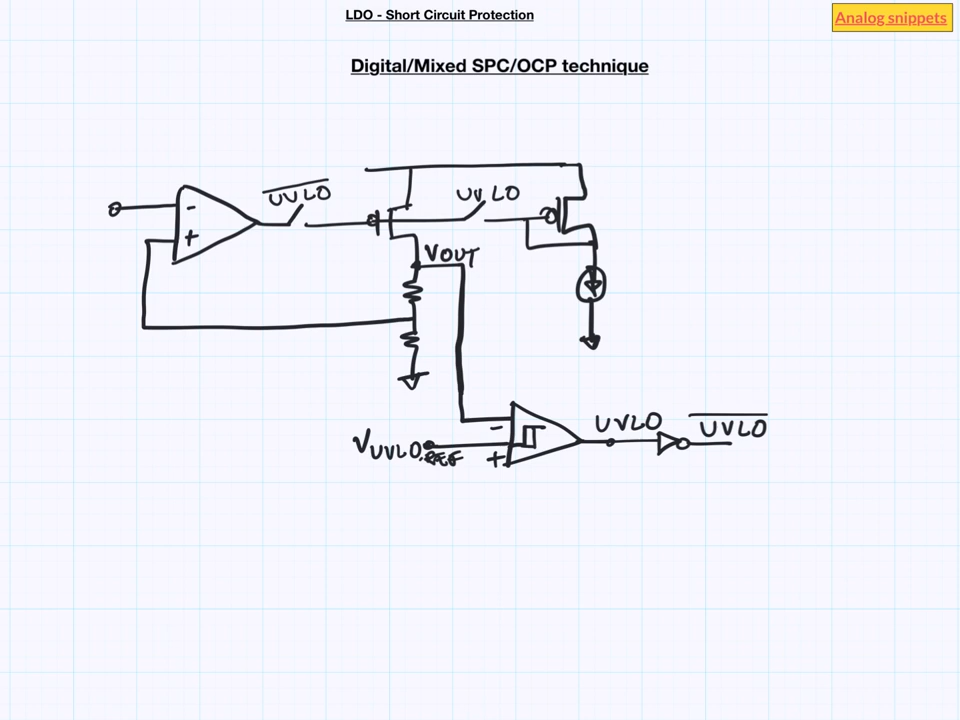 LDO - Short Circuit Protection
Analog snippets
Digital/Mixed SPC/OCP technique
UVLO
UVLO
-
+
VOUT
UVLO
UVLO
-
VUVLO,REF
+